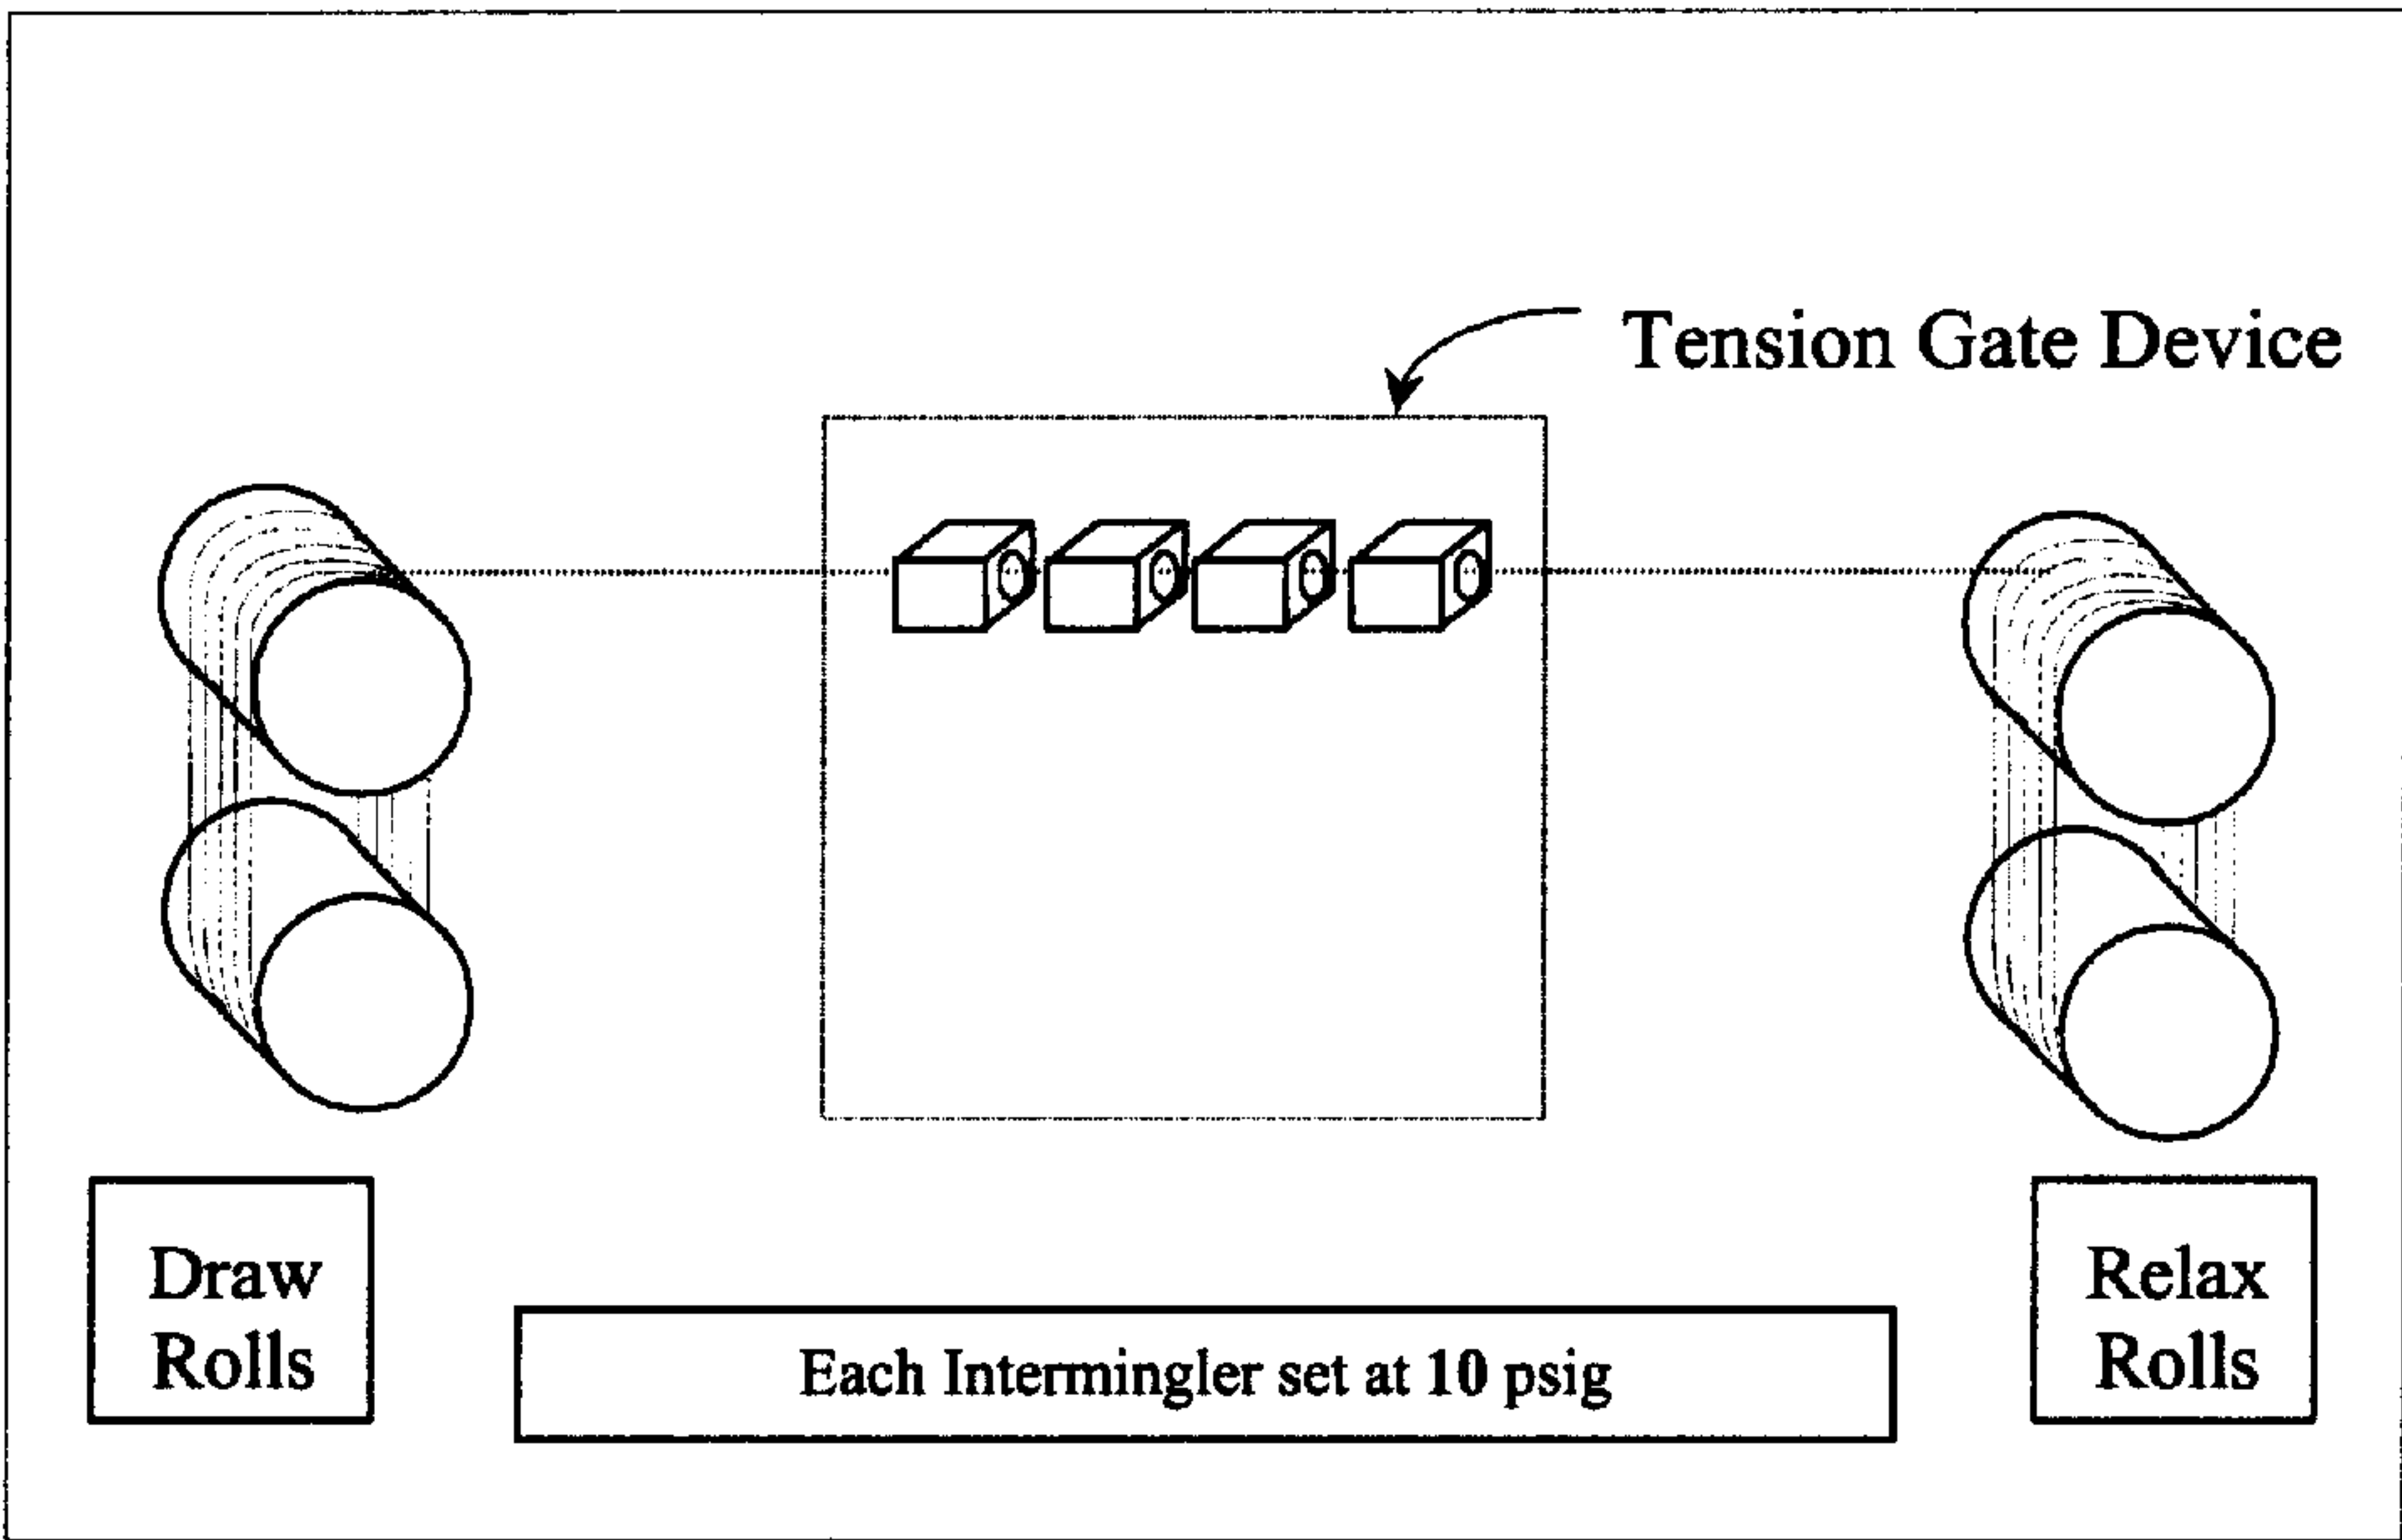 Tension Gate Device
Draw
Rolls
Each Intermingler set at 10 psig
Relax
Rolls